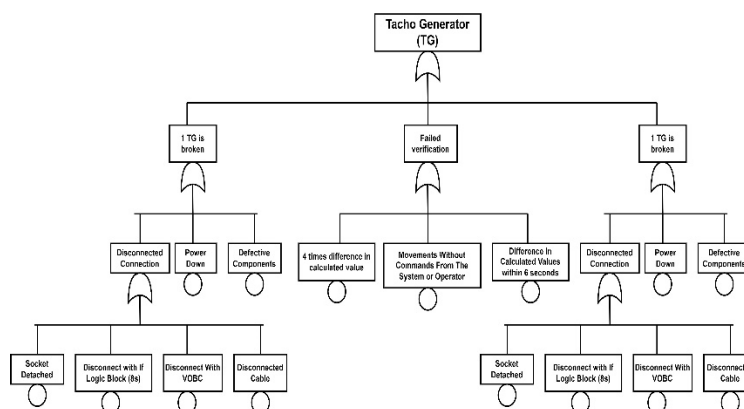 Tacho Generator
(TG)
1 TG is
broken
Failed
verification
1 TG is
broken
Disconnected
Connection
Power
Down
Defective
Components
4 times difference in
calculated value
Movements Without
Commands From The
System or Operator
Difference In
Calculated Values
within 6 seconds
Disconnected
Connection
Power
Down
Defective
Components
Socket
Detached
Disconnect with If
Logic Block (8s)
Disconnect With
VOBC
Disconnected
Cable
Socket
Detached
Disconnect with If
Logic Block (8s)
Disconnect With
VOBC
Disconnected
Cable